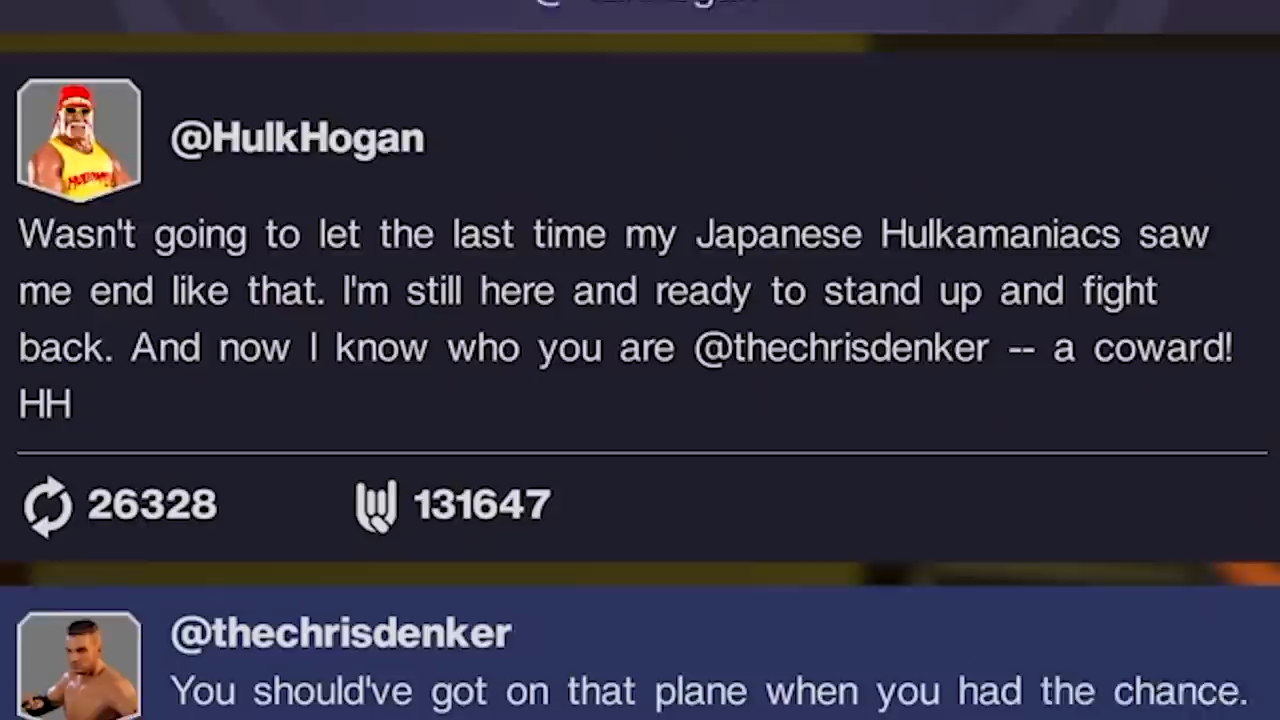 @HulkHogan
Wasn't going to let the last time my Japanese Hulkamaniacs saw
me end like that. I'm still here and ready to stand up and fight
back. And now I know who you are @thechrisdenker -- a coward!
HH
26328 131647
@thechrisdenker
You should've got on that plane when you had the chance.